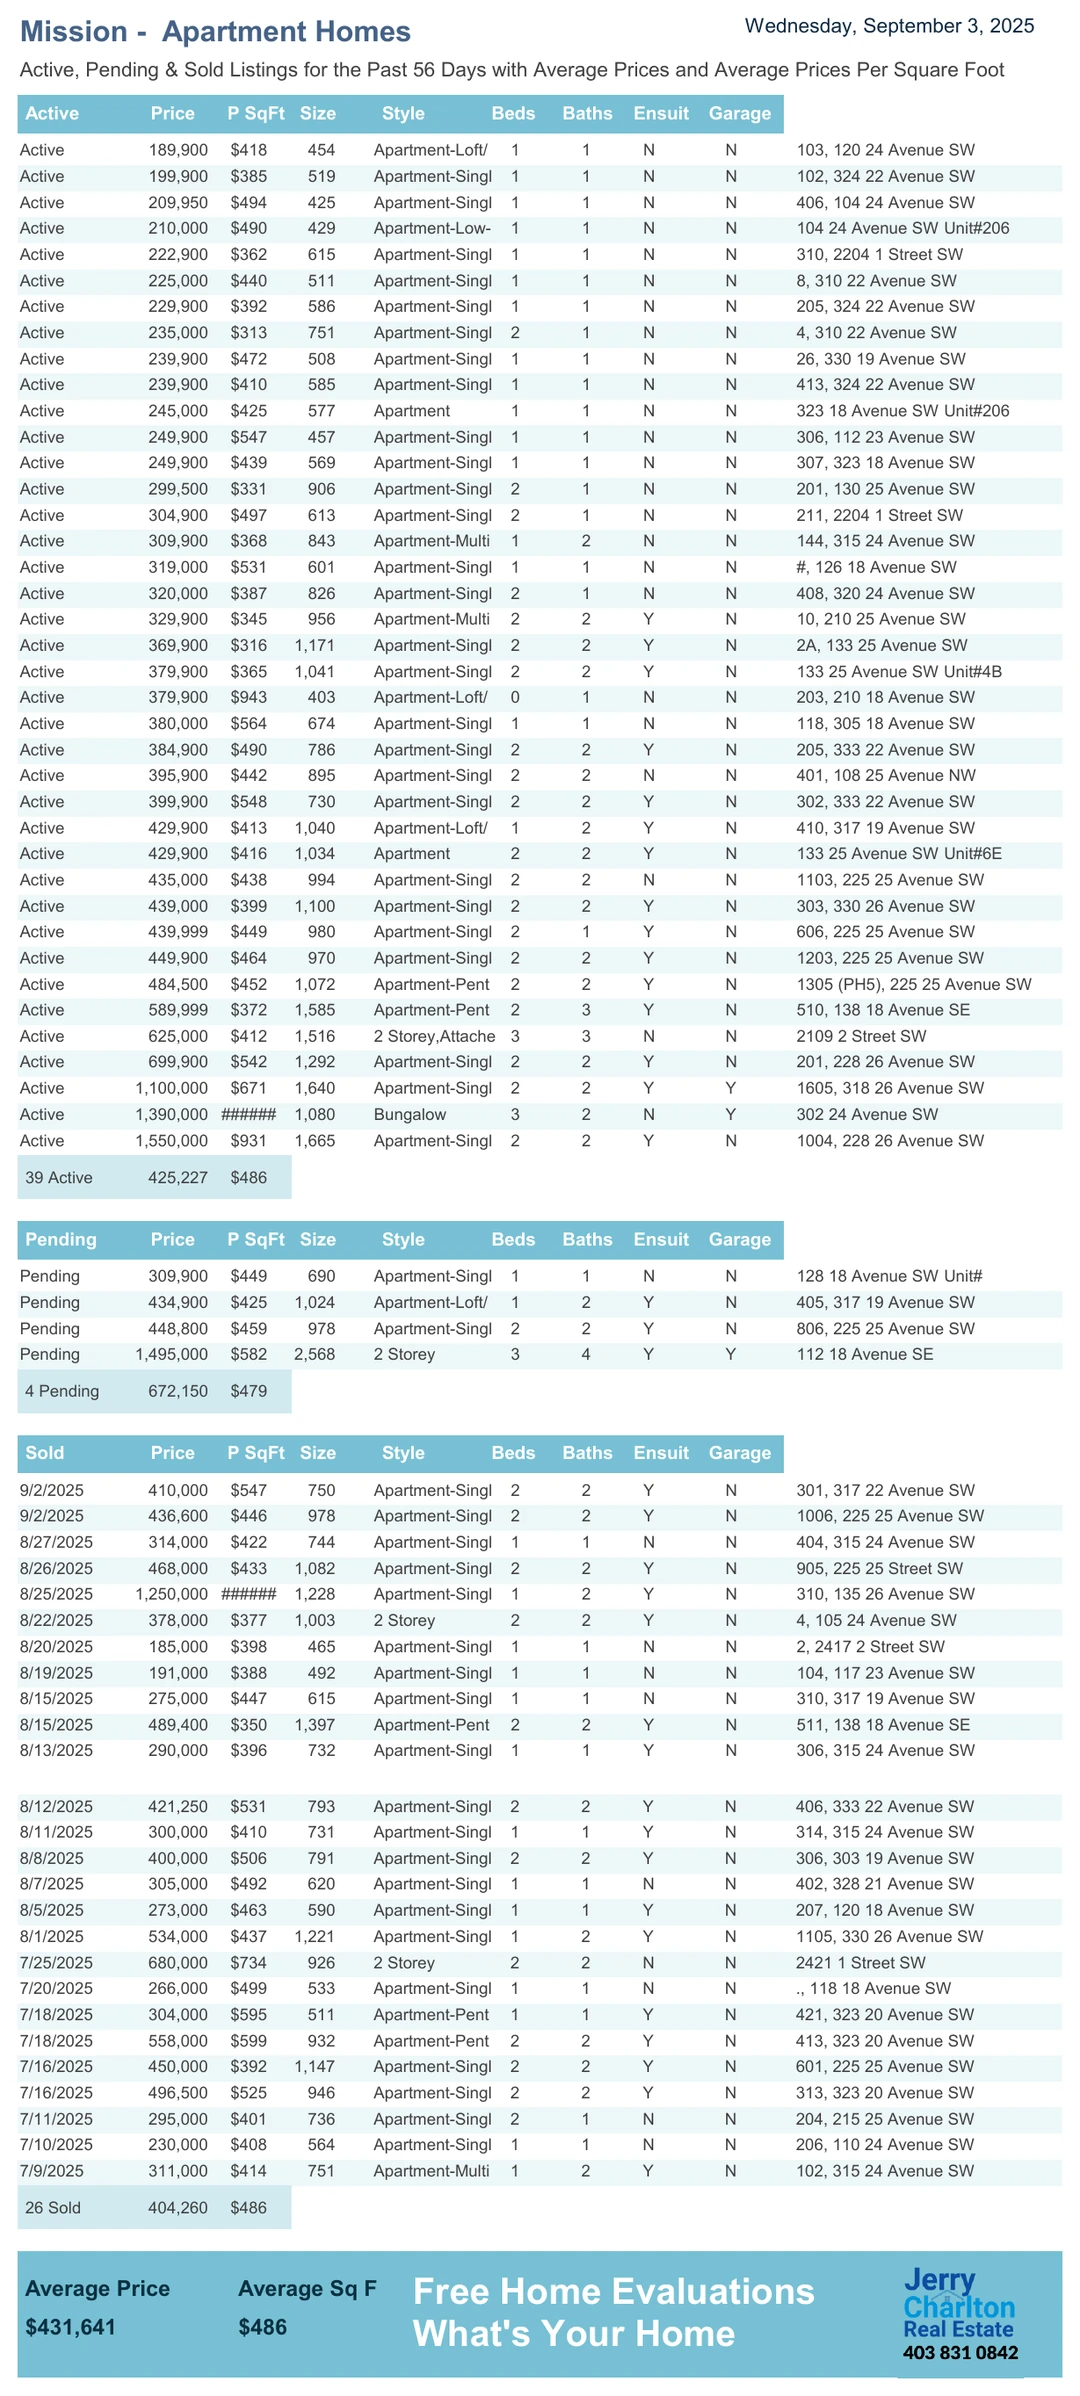 Mission -  Apartment Homes
Wednesday, September 3, 2025
Active, Pending & Sold Listings for the Past 56 Days with Average Prices and Average Prices Per Square Foot
Active Price P SqFt Size Style Beds Baths Ensuit Garage
Active 189,900 $418 454 Apartment-Loft/ 1 1 N N 103, 120 24 Avenue SW
Active 199,900 $385 519 Apartment-Singl 1 1 N N 102, 324 22 Avenue SW
Active 209,950 $494 425 Apartment-Singl 1 1 N N 406, 104 24 Avenue SW
Active 210,000 $490 429 Apartment-Low- 1 1 N N 104 24 Avenue SW Unit#206
Active 222,900 $362 615 Apartment-Singl 1 1 N N 310, 2204 1 Street SW
Active 225,000 $440 511 Apartment-Singl 1 1 N N 8, 310 22 Avenue SW
Active 229,900 $392 586 Apartment-Singl 1 1 N N 205, 324 22 Avenue SW
Active 235,000 $313 751 Apartment-Singl 2 1 N N 4, 310 22 Avenue SW
Active 239,900 $472 508 Apartment-Singl 1 1 N N 26, 330 19 Avenue SW
Active 239,900 $410 585 Apartment-Singl 1 1 N N 413, 324 22 Avenue SW
Active 245,000 $425 577 Apartment 1 1 N N 323 18 Avenue SW Unit#206
Active 249,900 $547 457 Apartment-Singl 1 1 N N 306, 112 23 Avenue SW
Active 249,900 $439 569 Apartment-Singl 1 1 N N 307, 323 18 Avenue SW
Active 299,500 $331 906 Apartment-Singl 2 1 N N 201, 130 25 Avenue SW
Active 304,900 $497 613 Apartment-Singl 2 1 N N 211, 2204 1 Street SW
Active 309,900 $368 843 Apartment-Multi 1 2 N N 144, 315 24 Avenue SW
Active 319,000 $531 601 Apartment-Singl 1 1 N N #, 126 18 Avenue SW
Active 320,000 $387 826 Apartment-Singl 2 1 N N 408, 320 24 Avenue SW
Active 329,900 $345 956 Apartment-Multi 2 2 Y N 10, 210 25 Avenue SW
Active 369,900 $316 1,171 Apartment-Singl 2 2 Y N 2A, 133 25 Avenue SW
Active 379,900 $365 1,041 Apartment-Singl 2 2 Y N 133 25 Avenue SW Unit#4B
Active 379,900 $943 403 Apartment-Loft/ 0 1 N N 203, 210 18 Avenue SW
Active 380,000 $564 674 Apartment-Singl 1 1 N N 118, 305 18 Avenue SW
Active 384,900 $490 786 Apartment-Singl 2 2 Y N 205, 333 22 Avenue SW
Active 395,900 $442 895 Apartment-Singl 2 2 N N 401, 108 25 Avenue NW
Active 399,900 $548 730 Apartment-Singl 2 2 Y N 302, 333 22 Avenue SW
Active 429,900 $413 1,040 Apartment-Loft/ 1 2 Y N 410, 317 19 Avenue SW
Active 429,900 $416 1,034 Apartment 2 2 Y N 133 25 Avenue SW Unit#6E
Active 435,000 $438 994 Apartment-Singl 2 2 N N 1103, 225 25 Avenue SW
Active 439,000 $399 1,100 Apartment-Singl 2 2 Y N 303, 330 26 Avenue SW
Active 439,999 $449 980 Apartment-Singl 2 1 Y N 606, 225 25 Avenue SW
Active 449,900 $464 970 Apartment-Singl 2 2 Y N 1203, 225 25 Avenue SW
Active 484,500 $452 1,072 Apartment-Pent 2 2 Y N 1305 (PH5), 225 25 Avenue SW
Active 589,999 $372 1,585 Apartment-Pent 2 3 Y N 510, 138 18 Avenue SE
Active 625,000 $412 1,516 2 Storey,Attache 3 3 N N 2109 2 Street SW
Active 699,900 $542 1,292 Apartment-Singl 2 2 Y N 201, 228 26 Avenue SW
Active 1,100,000 $671 1,640 Apartment-Singl 2 2 Y Y 1605, 318 26 Avenue SW
Active 1,390,000 ###### 1,080 Bungalow 3 2 N Y 302 24 Avenue SW
Active 1,550,000 $931 1,665 Apartment-Singl 2 2 Y N 1004, 228 26 Avenue SW
39 Active 425,227 $486
Pending Price P SqFt Size Style Beds Baths Ensuit Garage
Pending 309,900 $449 690 Apartment-Singl 1 1 N N 128 18 Avenue SW Unit#
Pending 434,900 $425 1,024 Apartment-Loft/ 1 2 Y N 405, 317 19 Avenue SW
Pending 448,800 $459 978 Apartment-Singl 2 2 Y N 806, 225 25 Avenue SW
Pending 1,495,000 $582 2,568 2 Storey 3 4 Y Y 112 18 Avenue SE
4 Pending 672,150 $479
Sold Price P SqFt Size Style Beds Baths Ensuit Garage
9/2/2025 410,000 $547 750 Apartment-Singl 2 2 Y N 301, 317 22 Avenue SW
9/2/2025 436,600 $446 978 Apartment-Singl 2 2 Y N 1006, 225 25 Avenue SW
8/27/2025 314,000 $422 744 Apartment-Singl 1 1 N N 404, 315 24 Avenue SW
8/26/2025 468,000 $433 1,082 Apartment-Singl 2 2 Y N 905, 225 25 Street SW
8/25/2025 1,250,000 ###### 1,228 Apartment-Singl 1 2 Y N 310, 135 26 Avenue SW
8/22/2025 378,000 $377 1,003 2 Storey 2 2 Y N 4, 105 24 Avenue SW
8/20/2025 185,000 $398 465 Apartment-Singl 1 1 N N 2, 2417 2 Street SW
8/19/2025 191,000 $388 492 Apartment-Singl 1 1 N N 104, 117 23 Avenue SW
8/15/2025 275,000 $447 615 Apartment-Singl 1 1 N N 310, 317 19 Avenue SW
8/15/2025 489,400 $350 1,397 Apartment-Pent 2 2 Y N 511, 138 18 Avenue SE
8/13/2025 290,000 $396 732 Apartment-Singl 1 1 Y N 306, 315 24 Avenue SW
8/12/2025 421,250 $531 793 Apartment-Singl 2 2 Y N 406, 333 22 Avenue SW
8/11/2025 300,000 $410 731 Apartment-Singl 1 1 Y N 314, 315 24 Avenue SW
8/8/2025 400,000 $506 791 Apartment-Singl 2 2 Y N 306, 303 19 Avenue SW
8/7/2025 305,000 $492 620 Apartment-Singl 1 1 N N 402, 328 21 Avenue SW
8/5/2025 273,000 $463 590 Apartment-Singl 1 1 Y N 207, 120 18 Avenue SW
8/1/2025 534,000 $437 1,221 Apartment-Singl 1 2 Y N 1105, 330 26 Avenue SW
7/25/2025 680,000 $734 926 2 Storey 2 2 N N 2421 1 Street SW
7/20/2025 266,000 $499 533 Apartment-Singl 1 1 N N ., 118 18 Avenue SW
7/18/2025 304,000 $595 511 Apartment-Pent 1 1 Y N 421, 323 20 Avenue SW
7/18/2025 558,000 $599 932 Apartment-Pent 2 2 Y N 413, 323 20 Avenue SW
7/16/2025 450,000 $392 1,147 Apartment-Singl 2 2 Y N 601, 225 25 Avenue SW
7/16/2025 496,500 $525 946 Apartment-Singl 2 2 Y N 313, 323 20 Avenue SW
7/11/2025 295,000 $401 736 Apartment-Singl 2 1 N N 204, 215 25 Avenue SW
7/10/2025 230,000 $408 564 Apartment-Singl 1 1 N N 206, 110 24 Avenue SW
7/9/2025 311,000 $414 751 Apartment-Multi 1 2 Y N 102, 315 24 Avenue SW
26 Sold 404,260 $486
Average Price Average Sq F
$431,641 $486
Free Home Evaluations
What's Your Home
Jerry
Charlton
Real Estate
403 831 0842